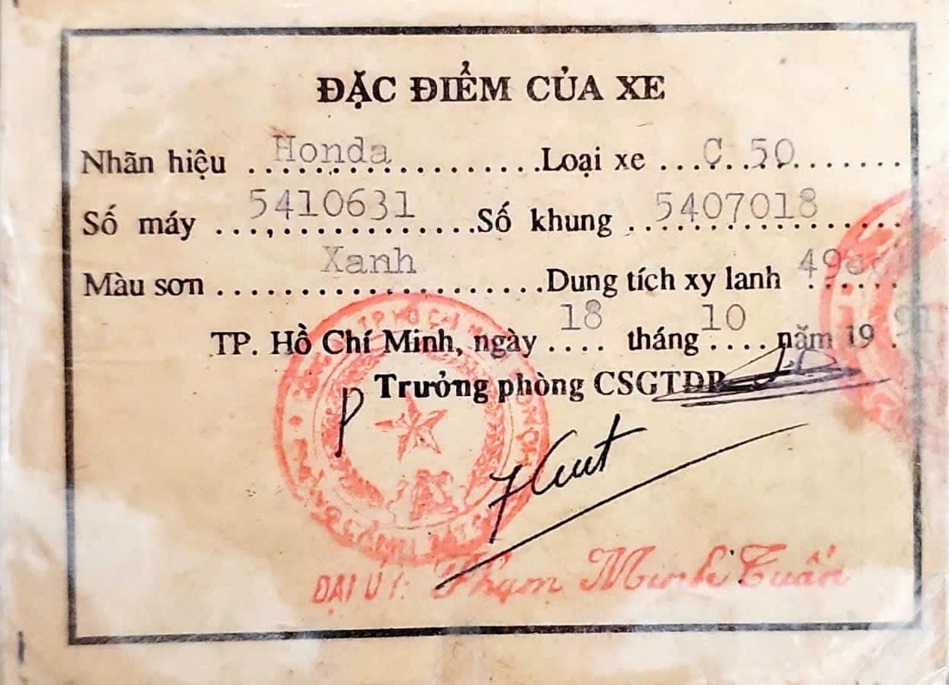 ĐẶC ĐIỂM CỦA XE
Nhãn hiệu Honda Loại xe C.50
Số máy 5410631 Số khung 5407018
Màu sơn Xanh Dung tích xy lanh
TP. Hồ Chí Minh, ngày 18 tháng 10 năm 19
Trưởng phòng CSGTĐB
ĐẠI ÚY: Phạm Minh Tuấn